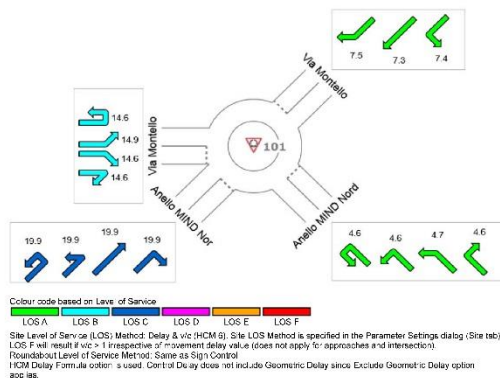 7.5 7.3 7.4
Via Montello
14.6
14.9
14.6
14.6
Via Montello
101
Anello MIND Nor
Anello MIND Nord
19.9 19.9 19.9 19.9
4.6 4.6 4.7 4.6
Colour code based on Level of Service
LOS A LOS B LOS C LOS D LOS E LOS F
Site Level of Service (LOS) Method: Delay & v/c (HCM 6). Site LOS Method is specified in the Parameter Settings dialog (Site tab).
LOS F will result if v/c > 1 irrespective of movement delay value (does not apply for approaches and intersection).
Roundabout Level of Service Method: Same as Sign Control
HCM Delay Formula option is used. Control Delay does not include Geometric Delay since Exclude Geometric Delay option
applies.